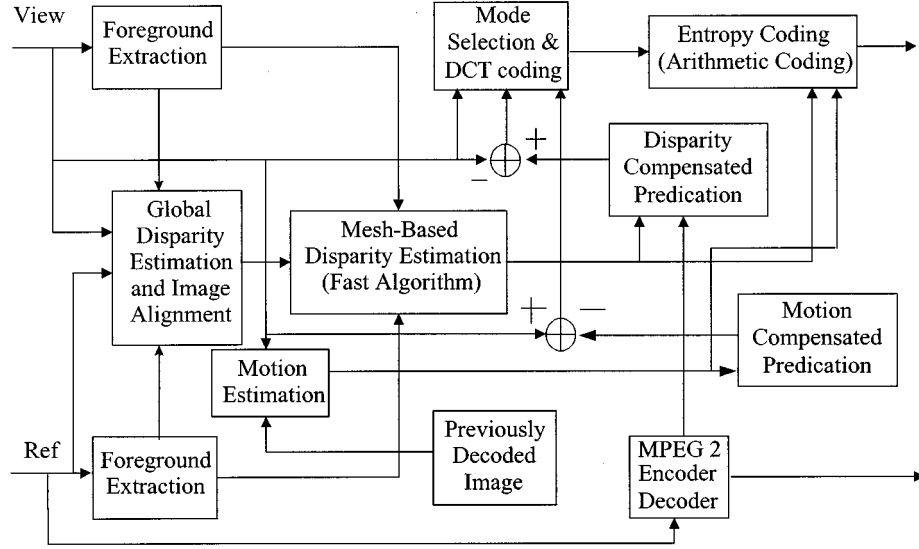 View
Foreground
Extraction
Mode
Selection &
DCT coding
Entropy Coding
(Arithmetic Coding)
+
−
Disparity
Compensated
Predication
Global
Disparity
Estimation
and Image
Alignment
Mesh-Based
Disparity Estimation
(Fast Algorithm)
+
−
Motion
Compensated
Predication
Motion
Estimation
Ref
Foreground
Extraction
Previously
Decoded
Image
MPEG 2
Encoder
Decoder